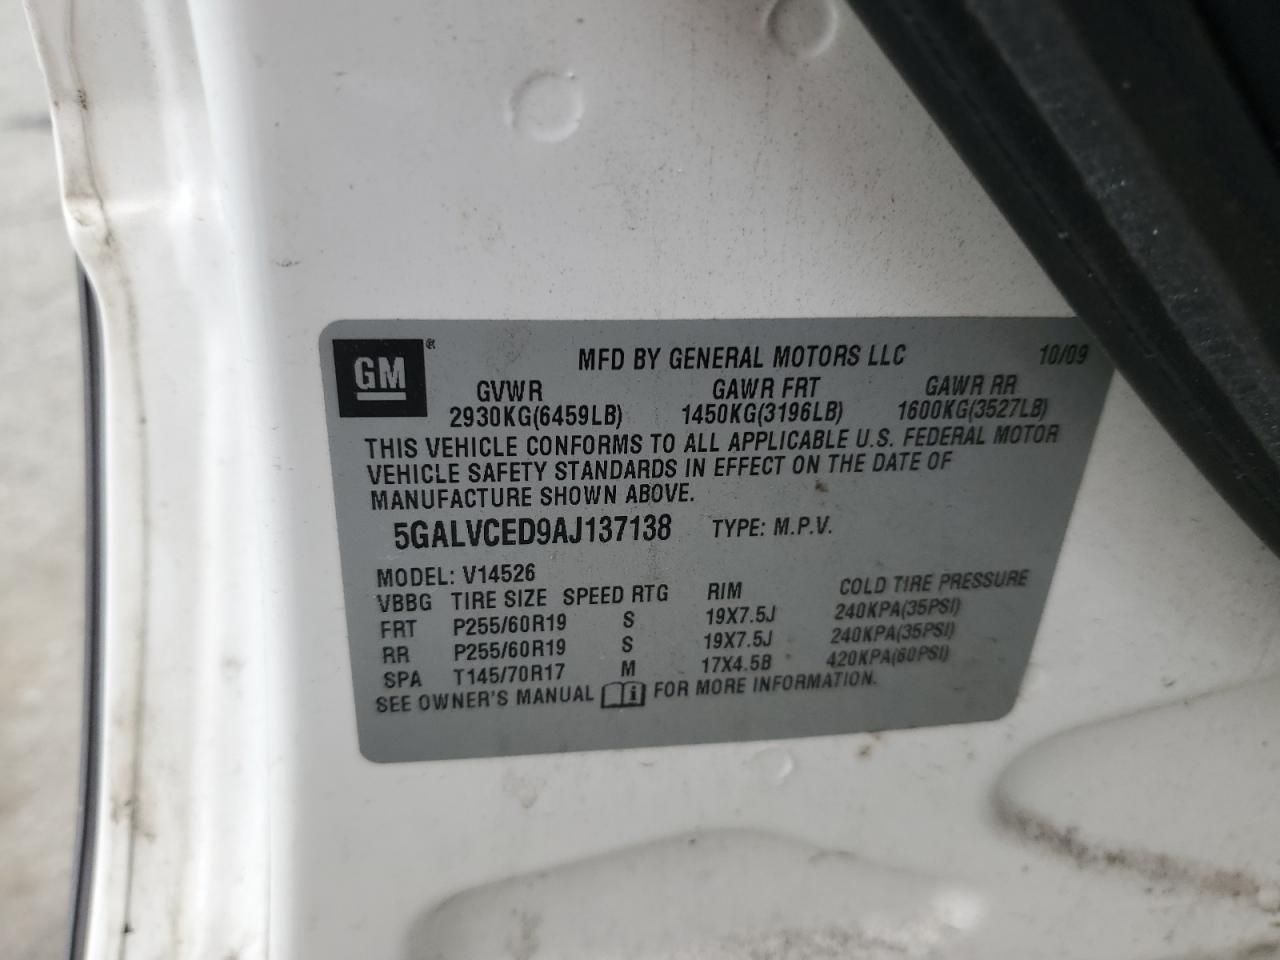 GM® MFD BY GENERAL MOTORS LLC 10/09
GVWR GAWR FRT GAWR RR
2930KG(6459LB) 1450KG(3196LB) 1600KG(3527LB)
THIS VEHICLE CONFORMS TO ALL APPLICABLE U.S. FEDERAL MOTOR
VEHICLE SAFETY STANDARDS IN EFFECT ON THE DATE OF
MANUFACTURE SHOWN ABOVE.
5GALVCED9AJ137138 TYPE: M.P.V.
MODEL: V14526
VBBG TIRE SIZE SPEED RTG RIM COLD TIRE PRESSURE
FRT P255/60R19 S 19X7.5J 240KPA(35PSI)
RR P255/60R19 S 19X7.5J 240KPA(35PSI)
SPA T145/70R17 M 17X4.5B 420KPA(60PSI)
SEE OWNER'S MANUAL i FOR MORE INFORMATION.